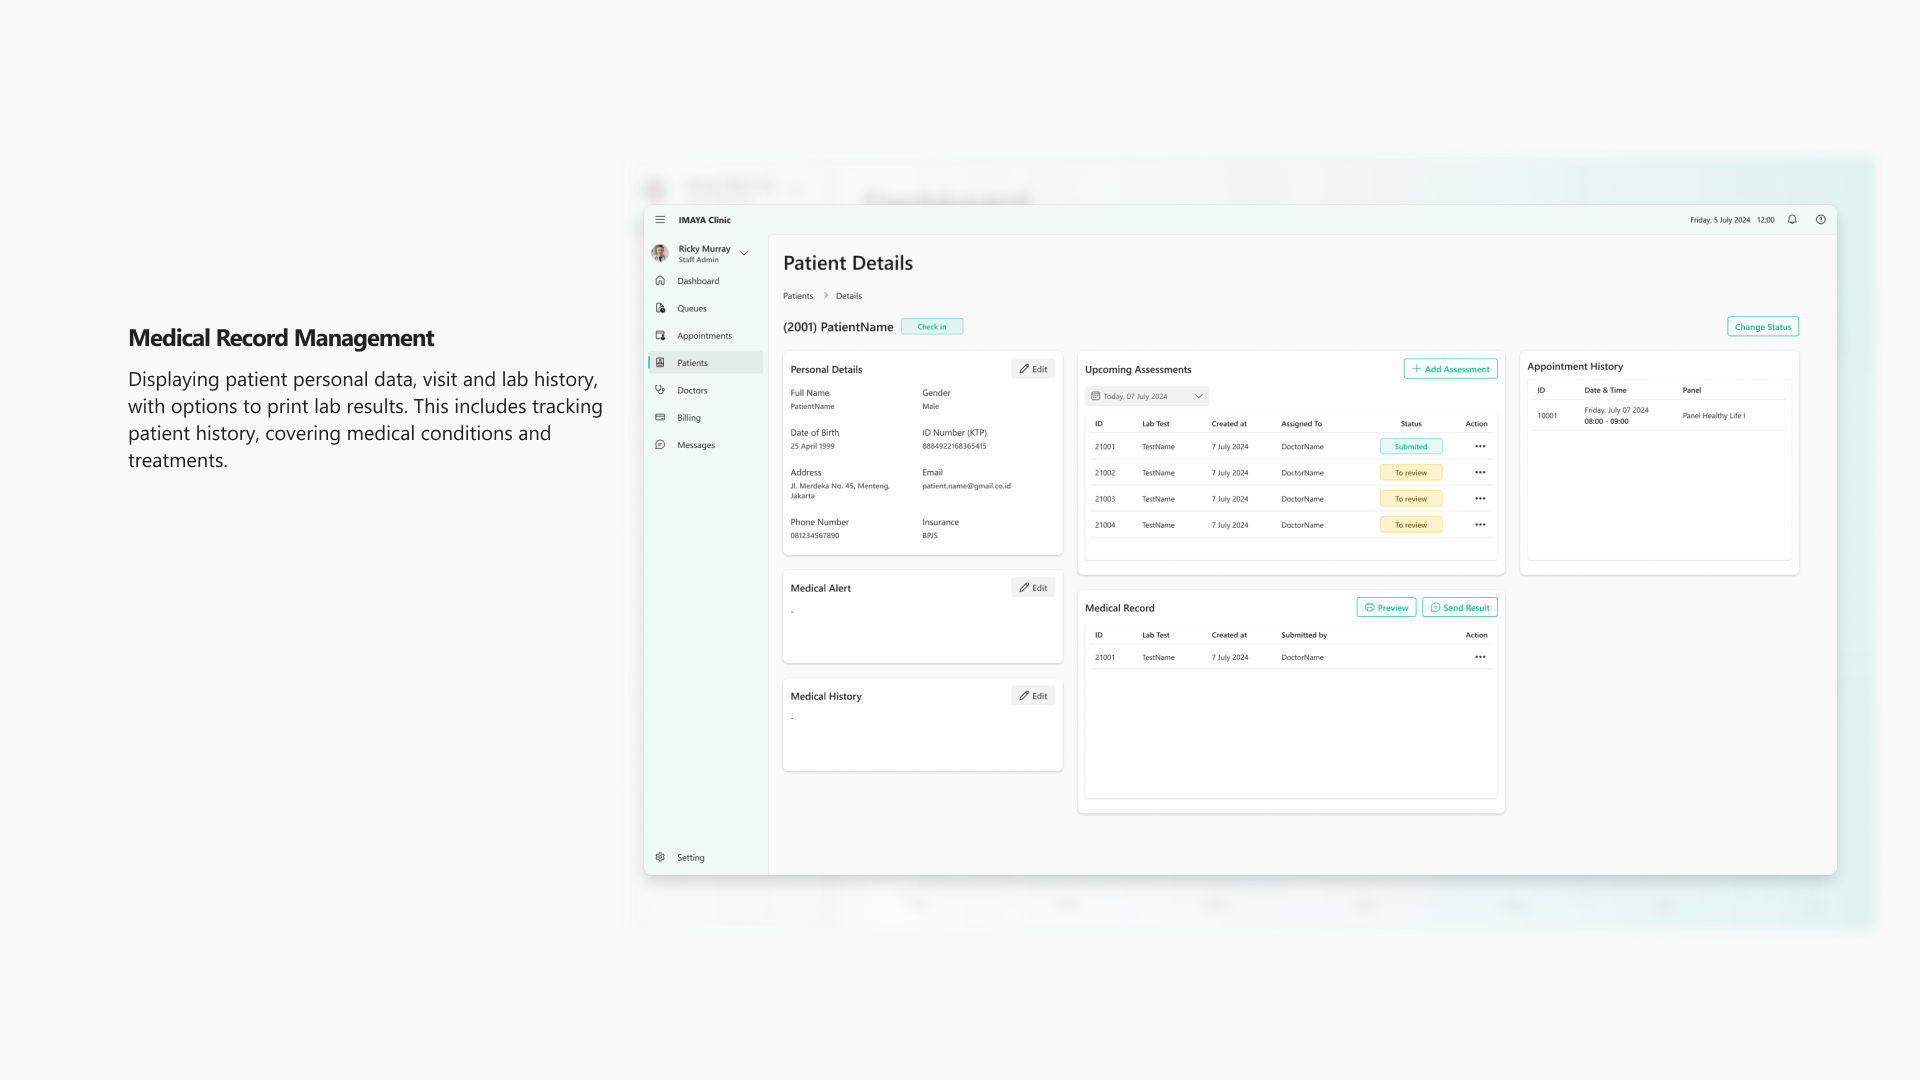 Medical Record Management
Displaying patient personal data, visit and lab history,
with options to print lab results. This includes tracking
patient history, covering medical conditions and
treatments.
IMAYA Clinic
Friday, 5 July 2024 12:00
Ricky Murray
Staff Admin
Dashboard
Queues
Appointments
Patients
Doctors
Billing
Messages
Setting
Patient Details
Patients > Details
(2001) PatientName
Check in
Change Status
Personal Details
Edit
Full Name Gender
PatientName Male
Date of Birth ID Number (KTP)
25 April 1999 8884922168365415
Address Email
Jl. Merdeka No. 45, Menteng, patient.name@gmail.co.id
Jakarta
Phone Number Insurance
081234567890 BPJS
Medical Alert
Edit
-
Medical History
Edit
-
Upcoming Assessments
+ Add Assessment
Today, 07 July 2024
ID Lab Test Created at Assigned To Status Action
21001 TestName 7 July 2024 DoctorName Submited •••
21002 TestName 7 July 2024 DoctorName To review •••
21003 TestName 7 July 2024 DoctorName To review •••
21004 TestName 7 July 2024 DoctorName To review •••
Medical Record
Preview
Send Result
ID Lab Test Created at Submitted by Action
21001 TestName 7 July 2024 DoctorName •••
Appointment History
ID Date & Time Panel
10001 Friday, July 07 2024 Panel Healthy Life I
08:00 - 09:00